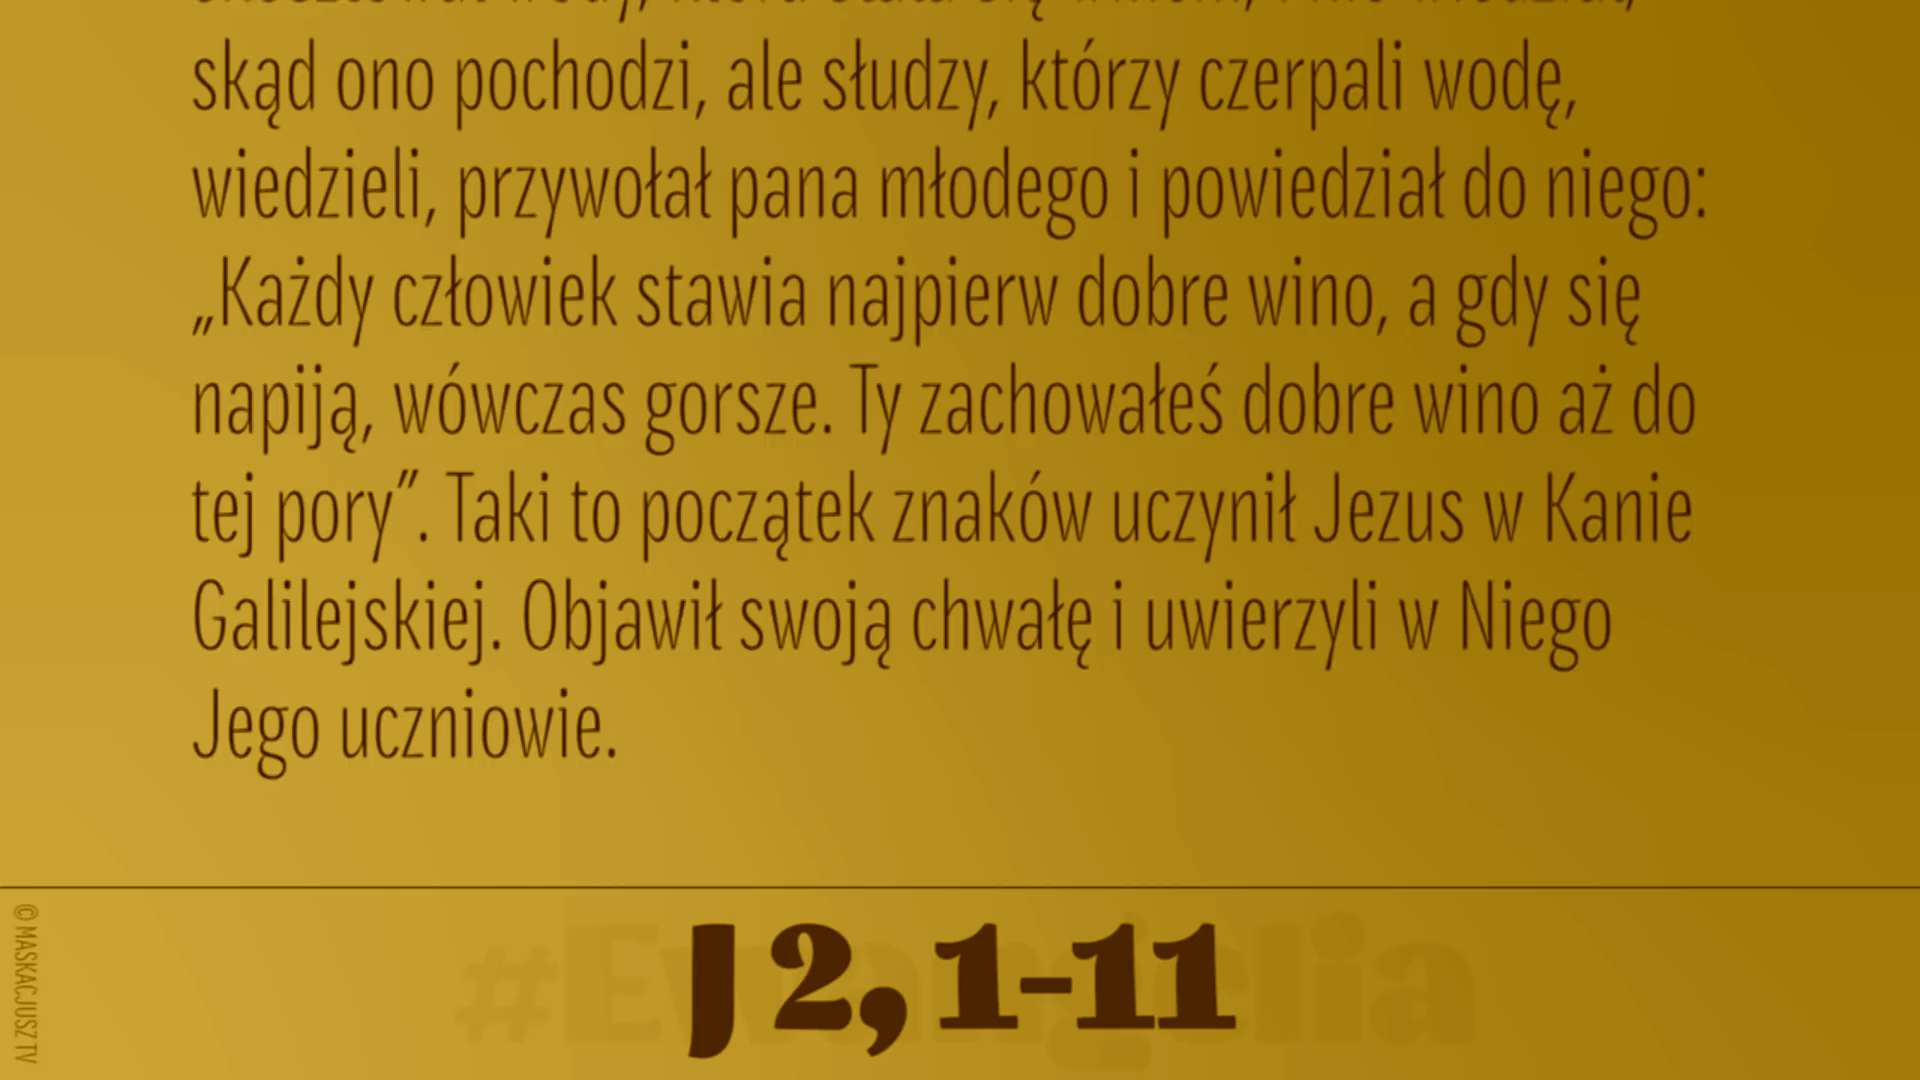 skąd ono pochodzi, ale słudzy, którzy czerpali wodę,
wiedzieli, przywołał pana młodego i powiedział do niego:
„Każdy człowiek stawia najpierw dobre wino, a gdy się
napiją, wówczas gorsze. Ty zachowałeś dobre wino aż do
tej pory”. Taki to początek znaków uczynił Jezus w Kanie
Galilejskiej. Objawił swoją chwałę i uwierzyli w Niego
Jego uczniowie.
#Ewangelia
J 2, 1-11
© MASKACJUSZ TV